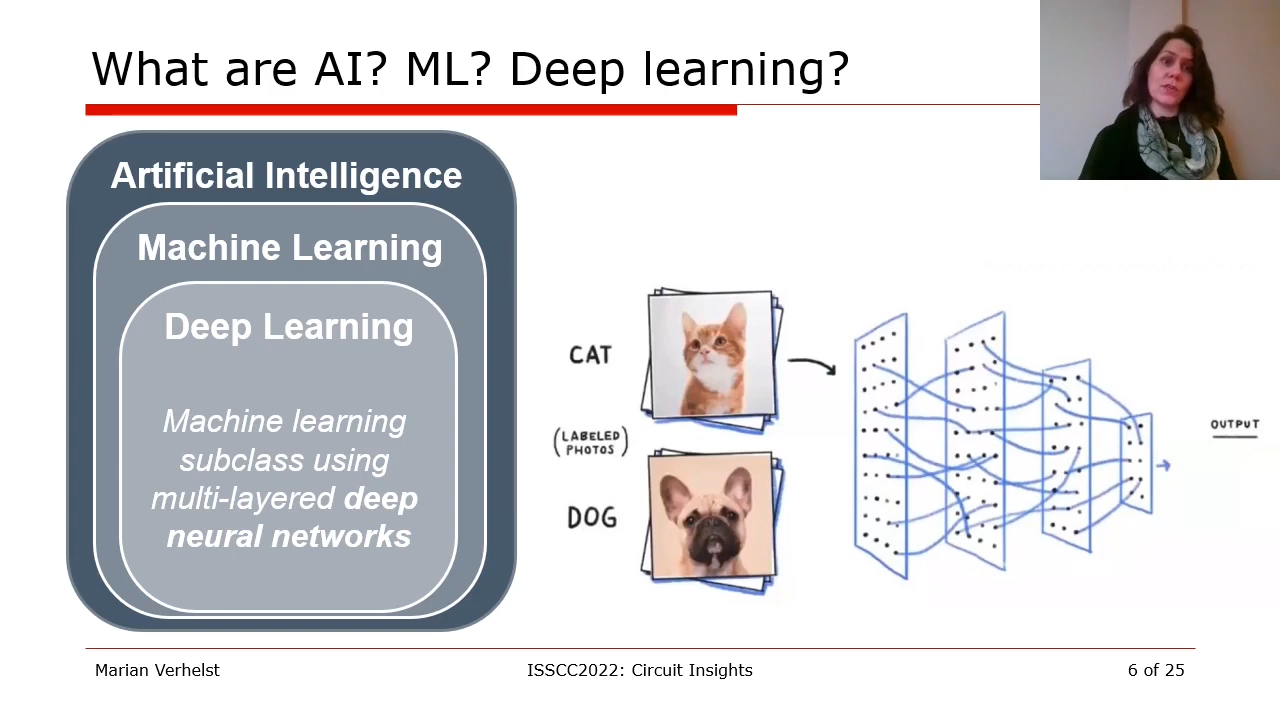 What are AI? ML? Deep learning?
Artificial Intelligence
Machine Learning
Deep Learning
Machine learning
subclass using
multi-layered deep
neural networks
CAT
(LABELED
PHOTOS)
DOG
OUTPUT
Marian Verhelst
ISSCC2022: Circuit Insights
6 of 25